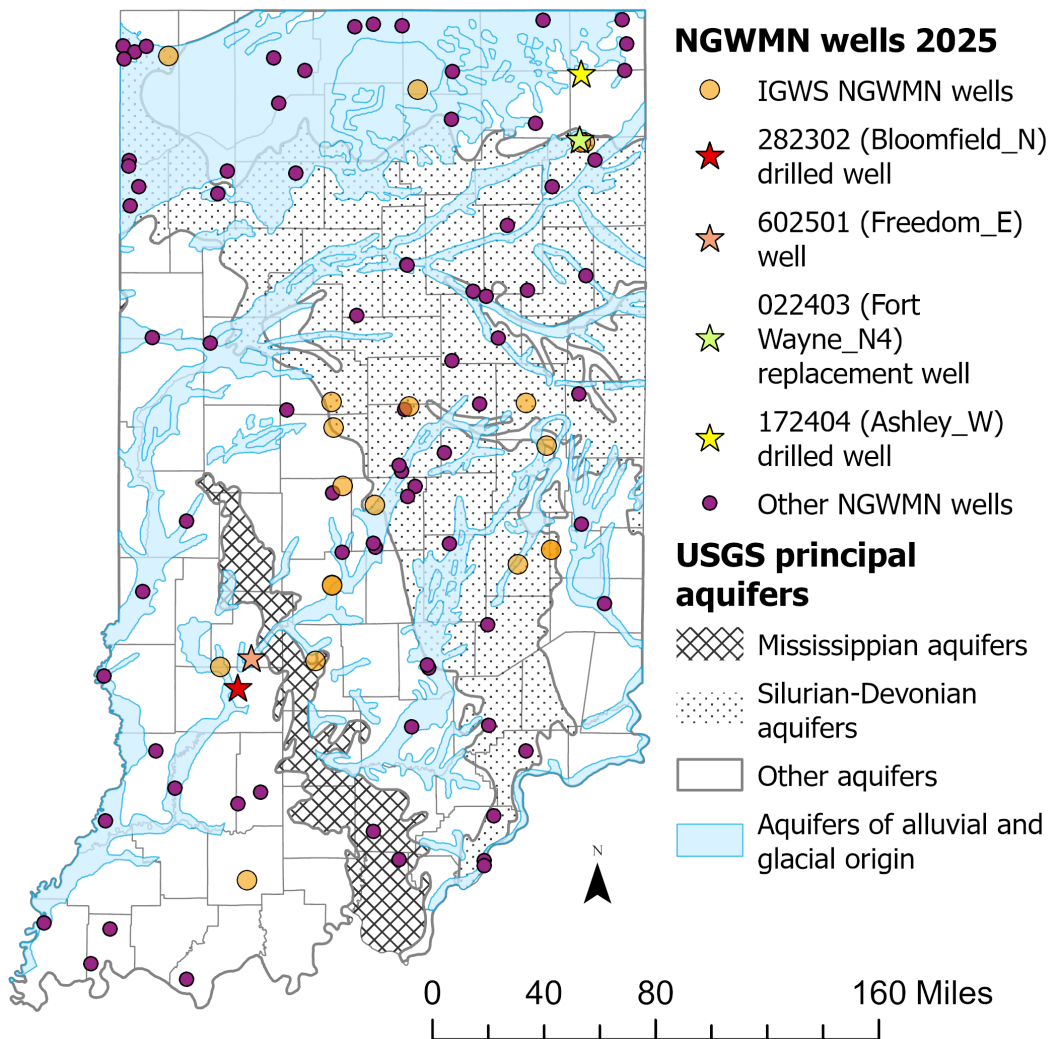 NGWMN wells 2025
IGWS NGWMN wells
282302 (Bloomfield_N)
drilled well
602501 (Freedom_E)
well
022403 (Fort
Wayne_N4)
replacement well
172404 (Ashley_W)
drilled well
Other NGWMN wells
USGS principal
aquifers
Mississippian aquifers
Silurian-Devonian
aquifers
Other aquifers
Aquifers of alluvial and
glacial origin
N
0 40 80 160 Miles